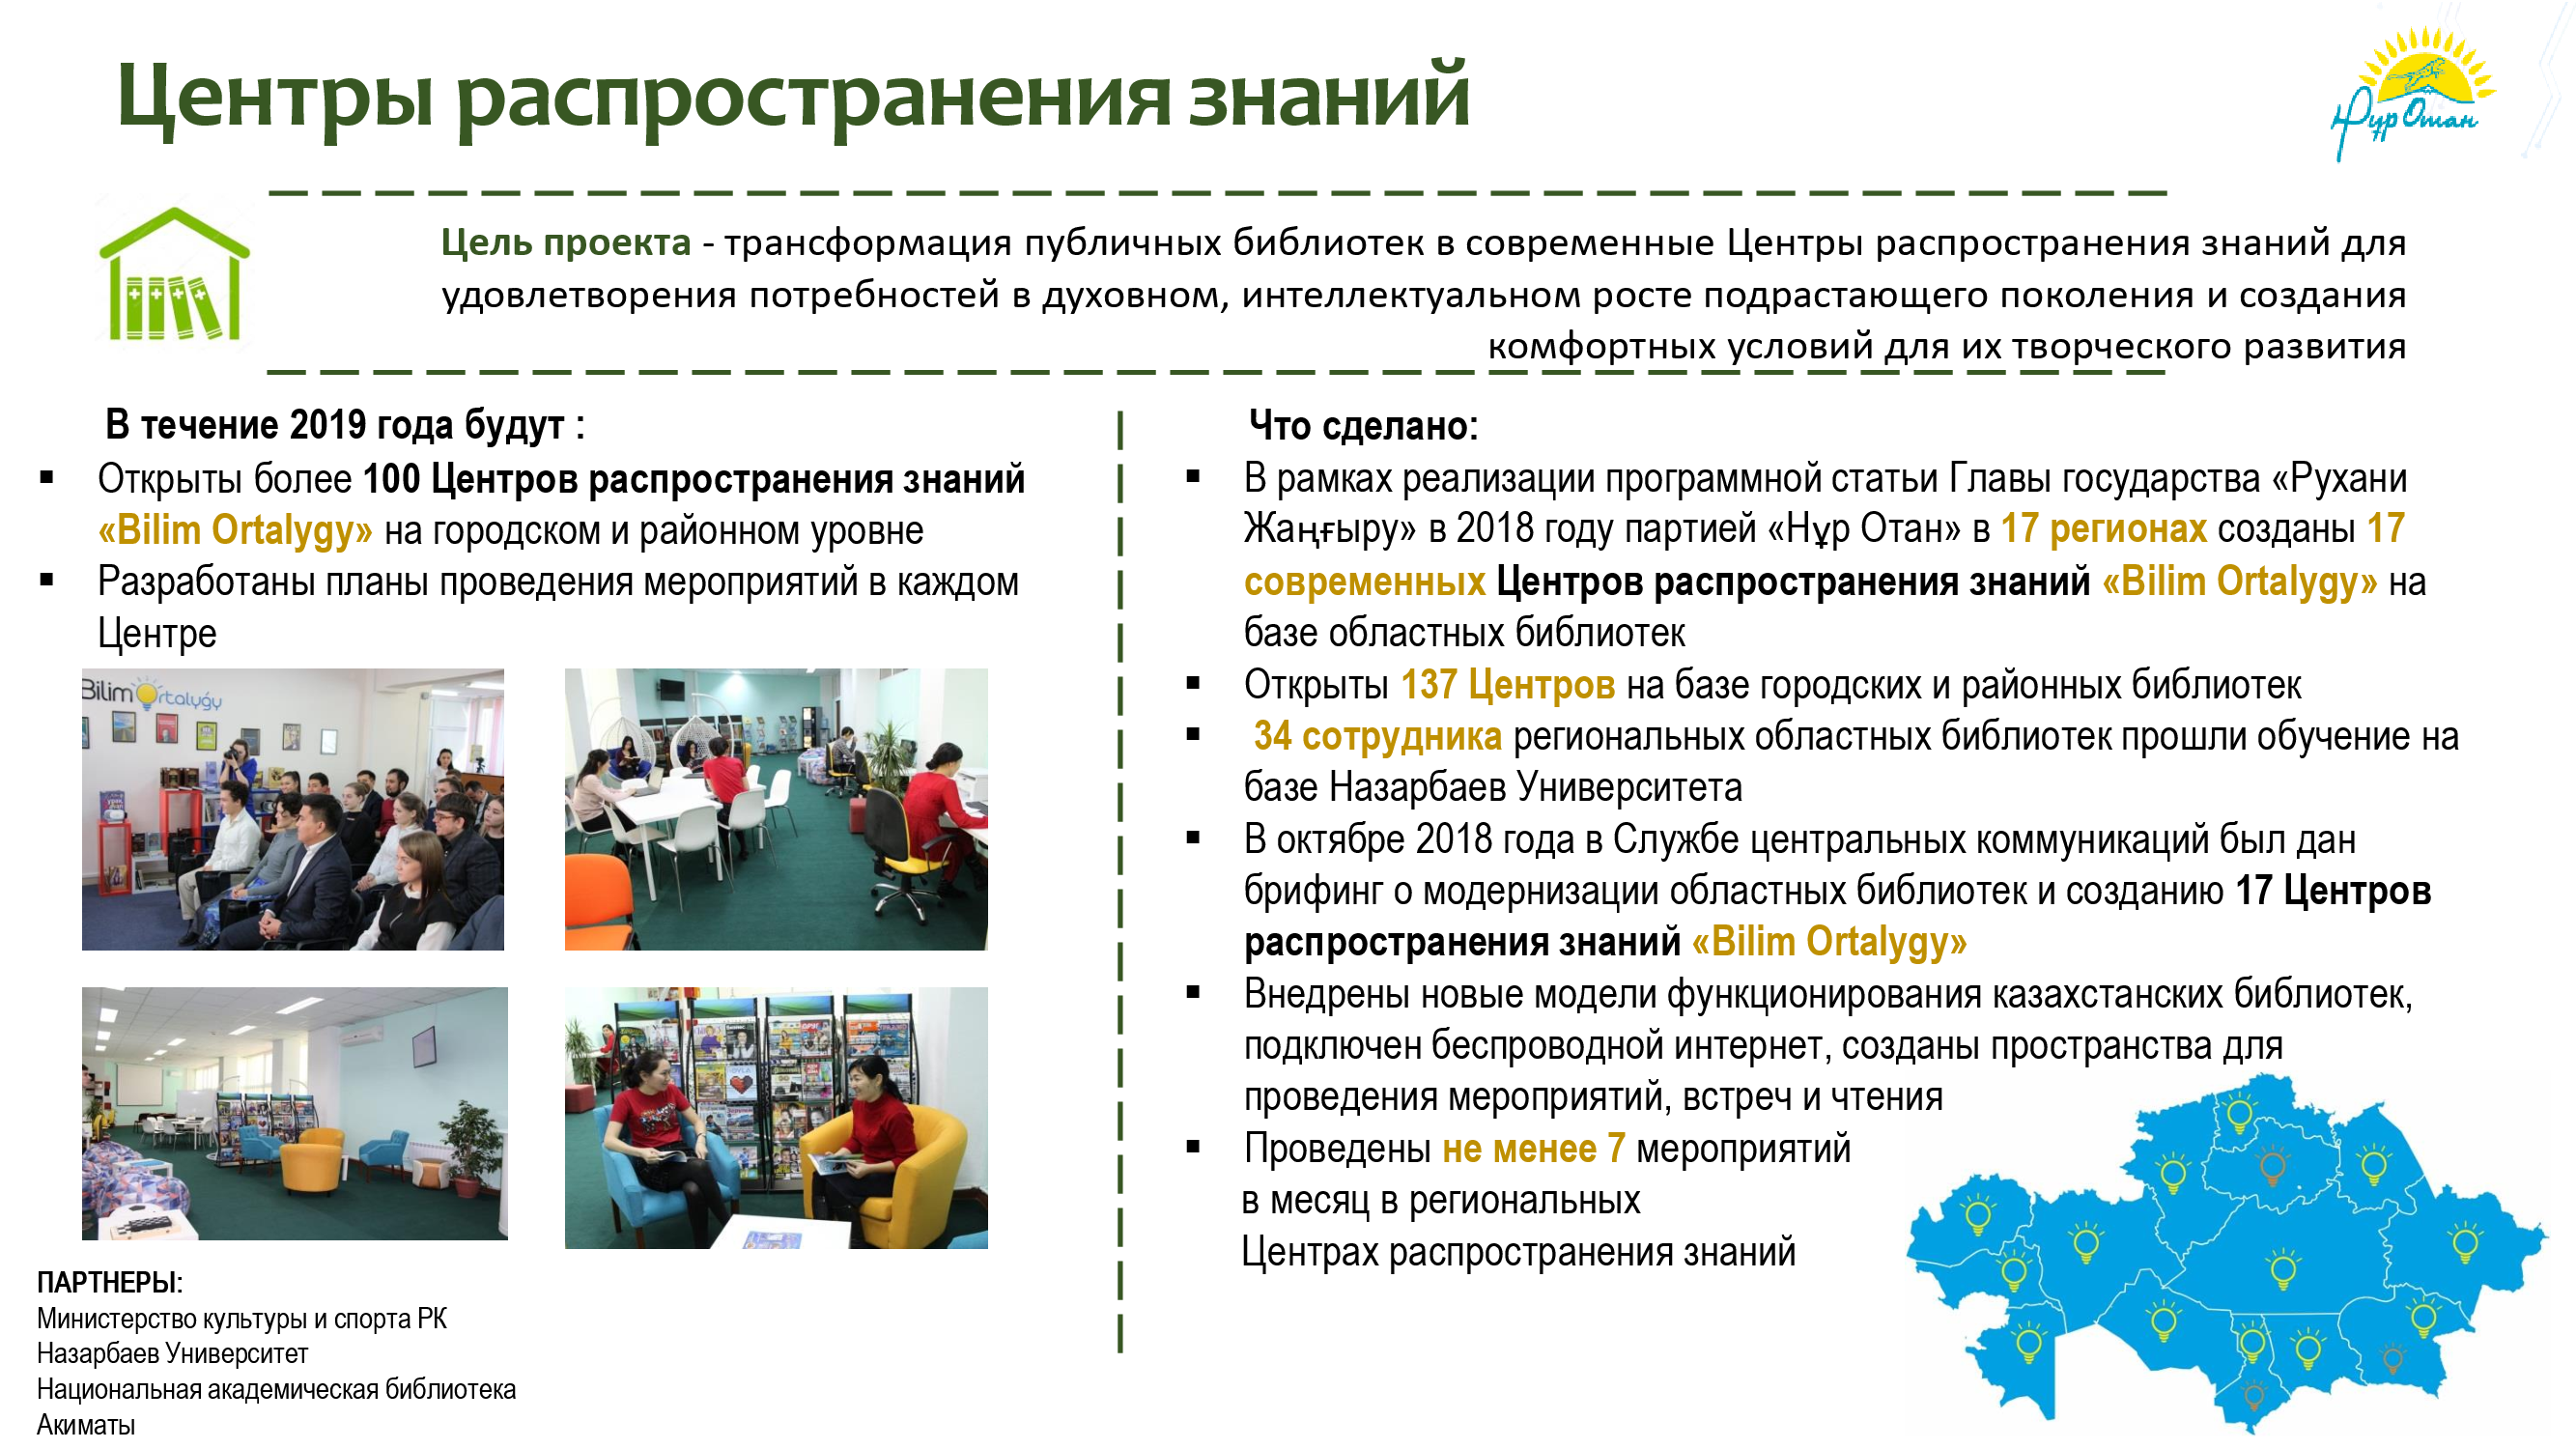 Центры распространения знаний
Нұр Отан
Цель проекта - трансформация публичных библиотек в современные Центры распространения знаний для
удовлетворения потребностей в духовном, интеллектуальном росте подрастающего поколения и создания
комфортных условий для их творческого развития
В течение 2019 года будут :
▪ Открыты более 100 Центров распространения знаний
«Bilim Ortalygy» на городском и районном уровне
▪ Разработаны планы проведения мероприятий в каждом
Центре
Bilim Ortalyǵy
ПАРТНЕРЫ:
Министерство культуры и спорта РК
Назарбаев Университет
Национальная академическая библиотека
Акиматы
Что сделано:
▪ В рамках реализации программной статьи Главы государства «Рухани
Жаңғыру» в 2018 году партией «Нұр Отан» в 17 регионах созданы 17
современных Центров распространения знаний «Bilim Ortalygy» на
базе областных библиотек
▪ Открыты 137 Центров на базе городских и районных библиотек
▪ 34 сотрудника региональных областных библиотек прошли обучение на
базе Назарбаев Университета
▪ В октябре 2018 года в Службе центральных коммуникаций был дан
брифинг о модернизации областных библиотек и созданию 17 Центров
распространения знаний «Bilim Ortalygy»
▪ Внедрены новые модели функционирования казахстанских библиотек,
подключен беспроводной интернет, созданы пространства для
проведения мероприятий, встреч и чтения
▪ Проведены не менее 7 мероприятий
в месяц в региональных
Центрах распространения знаний